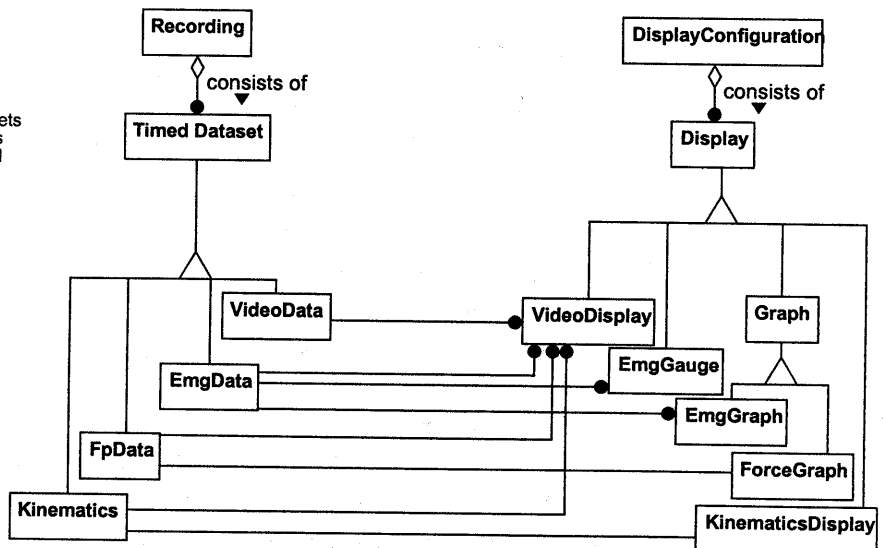 Recording
DisplayConfiguration
consists of
consists of
ets
Timed Dataset
Display
VideoData
VideoDisplay
Graph
EmgData
EmgGauge
EmgGraph
FpData
ForceGraph
Kinematics
KinematicsDisplay